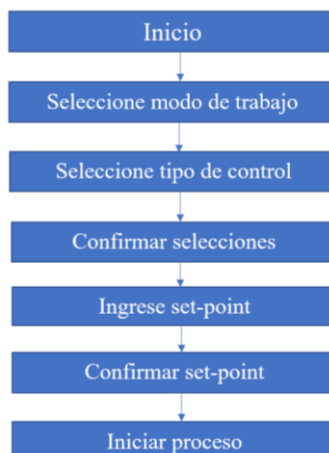 Inicio
Seleccione modo de trabajo
Seleccione tipo de control
Confirmar selecciones
Ingrese set-point
Confirmar set-point
Iniciar proceso